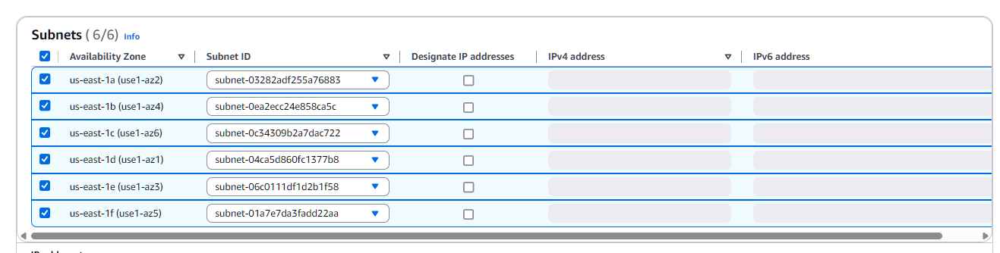 Subnets ( 6/6) Info
Availability Zone Subnet ID Designate IP addresses IPv4 address IPv6 address
us-east-1a (use1-az2) subnet-03282adf255a76883
us-east-1b (use1-az4) subnet-0ea2ecc24e858ca5c
us-east-1c (use1-az6) subnet-0c34309b2a7dac722
us-east-1d (use1-az1) subnet-04ca5d860fc1377b8
us-east-1e (use1-az3) subnet-06c0111df1d2b1f58
us-east-1f (use1-az5) subnet-01a7e7da3fadd22aa